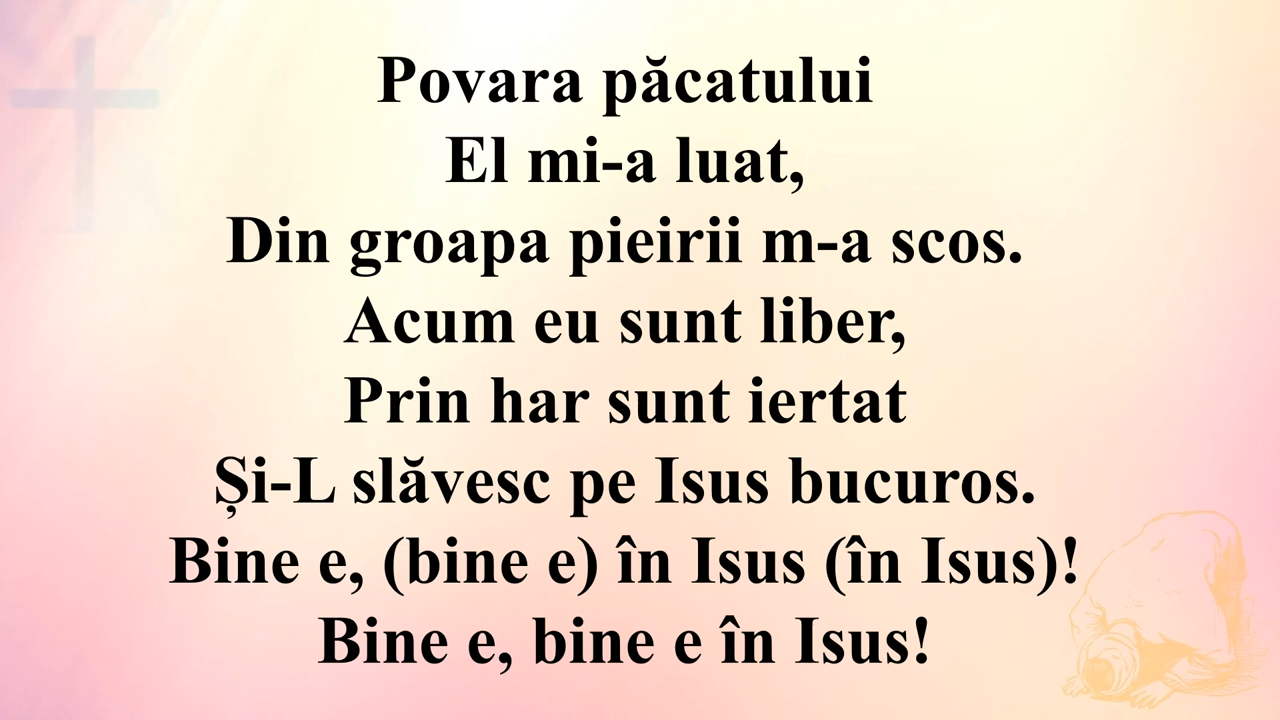 Povara păcatului
El mi-a luat,
Din groapa pieirii m-a scos.
Acum eu sunt liber,
Prin har sunt iertat
Și-L slăvesc pe Isus bucuros.
Bine e, (bine e) în Isus (în Isus)!
Bine e, bine e în Isus!